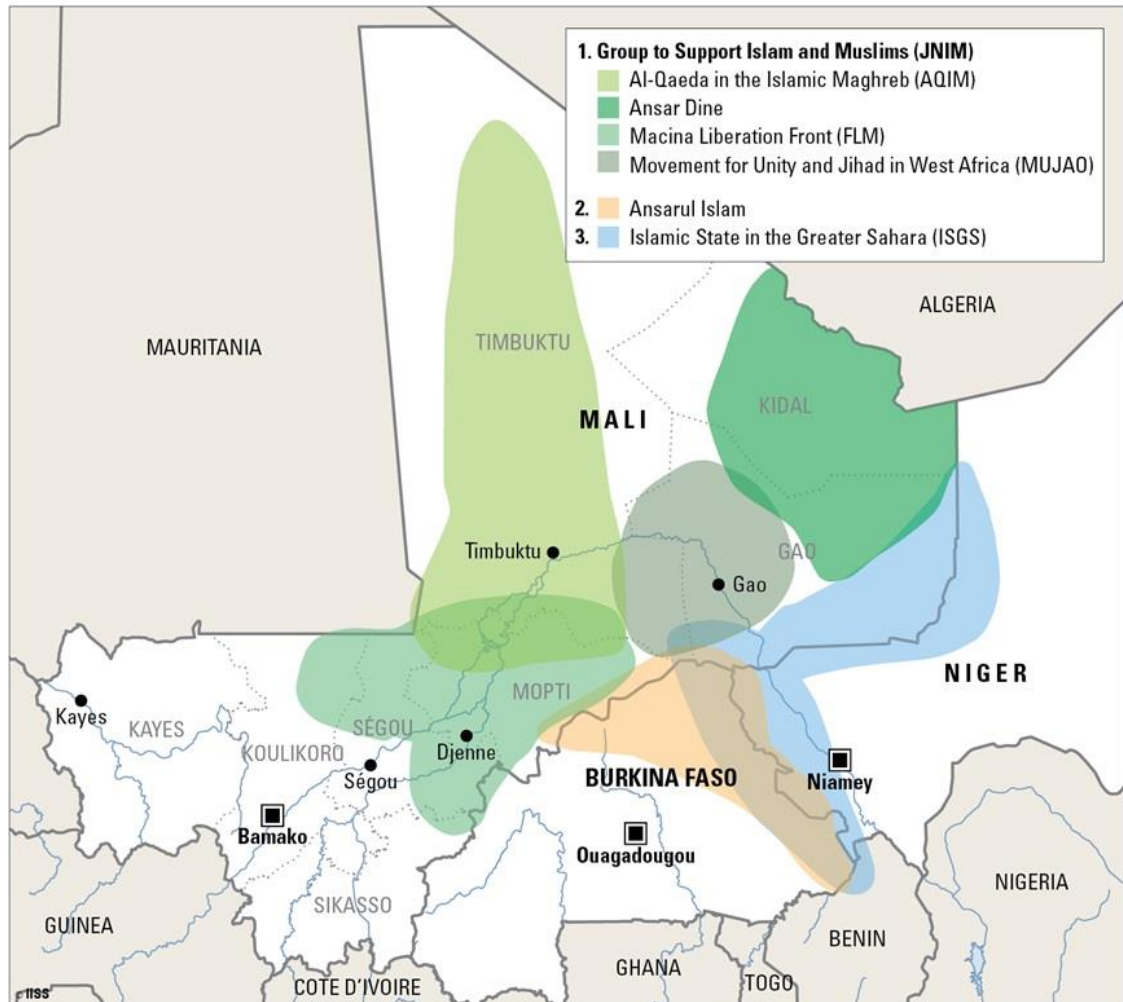 1. Group to Support Islam and Muslims (JNIM)
Al-Qaeda in the Islamic Maghreb (AQIM)
Ansar Dine
Macina Liberation Front (FLM)
Movement for Unity and Jihad in West Africa (MUJAO)
2. Ansarul Islam
3. Islamic State in the Greater Sahara (ISGS)
ALGERIA
MAURITANIA
TIMBUKTU
KIDAL
MALI
Timbuktu
GAO
Gao
NIGER
MOPTI
Kayes
KAYES
SÉGOU
KOULIKORO
Djenne
Ségou
BURKINA FASO
Niamey
Bamako
Ouagadougou
NIGERIA
SIKASSO
GUINEA
BENIN
GHANA
TOGO
COTE D'IVOIRE
© IISS